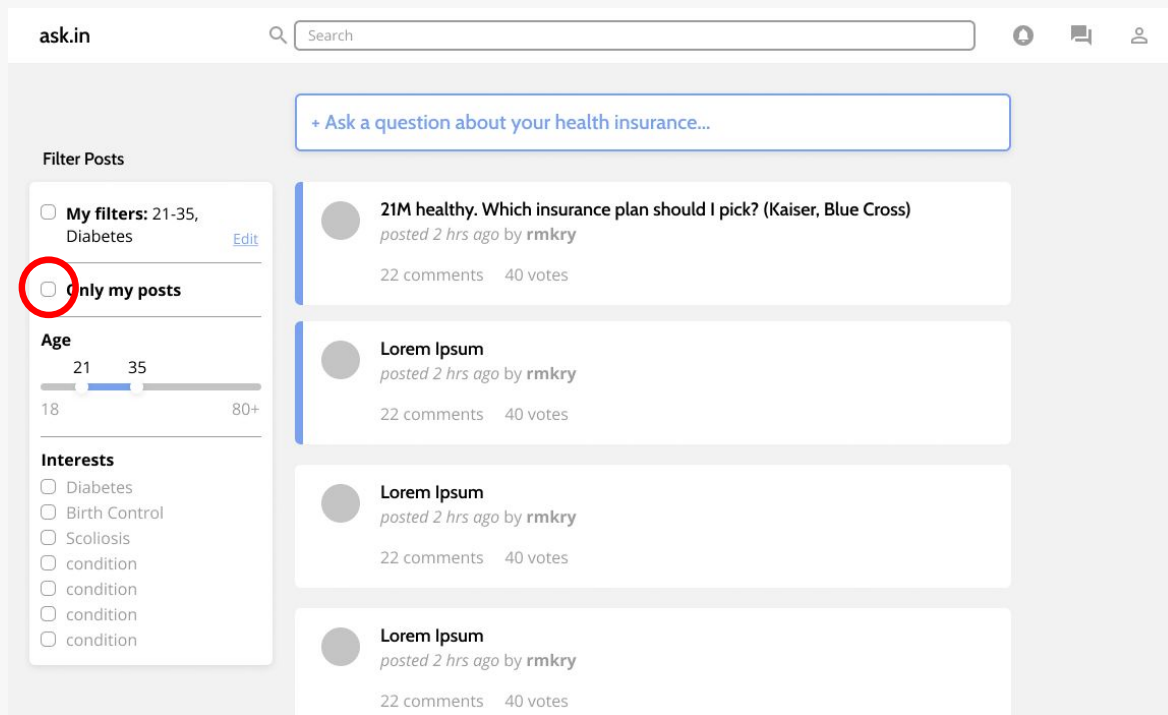 ask.in
Search
+ Ask a question about your health insurance...
Filter Posts
My filters: 21-35,
Diabetes
Edit
Only my posts
Age
21 35
18 80+
Interests
Diabetes
Birth Control
Scoliosis
condition
condition
condition
condition
21M healthy. Which insurance plan should I pick? (Kaiser, Blue Cross)
posted 2 hrs ago by rmkry
22 comments 40 votes
Lorem Ipsum
posted 2 hrs ago by rmkry
22 comments 40 votes
Lorem Ipsum
posted 2 hrs ago by rmkry
22 comments 40 votes
Lorem Ipsum
posted 2 hrs ago by rmkry
22 comments 40 votes